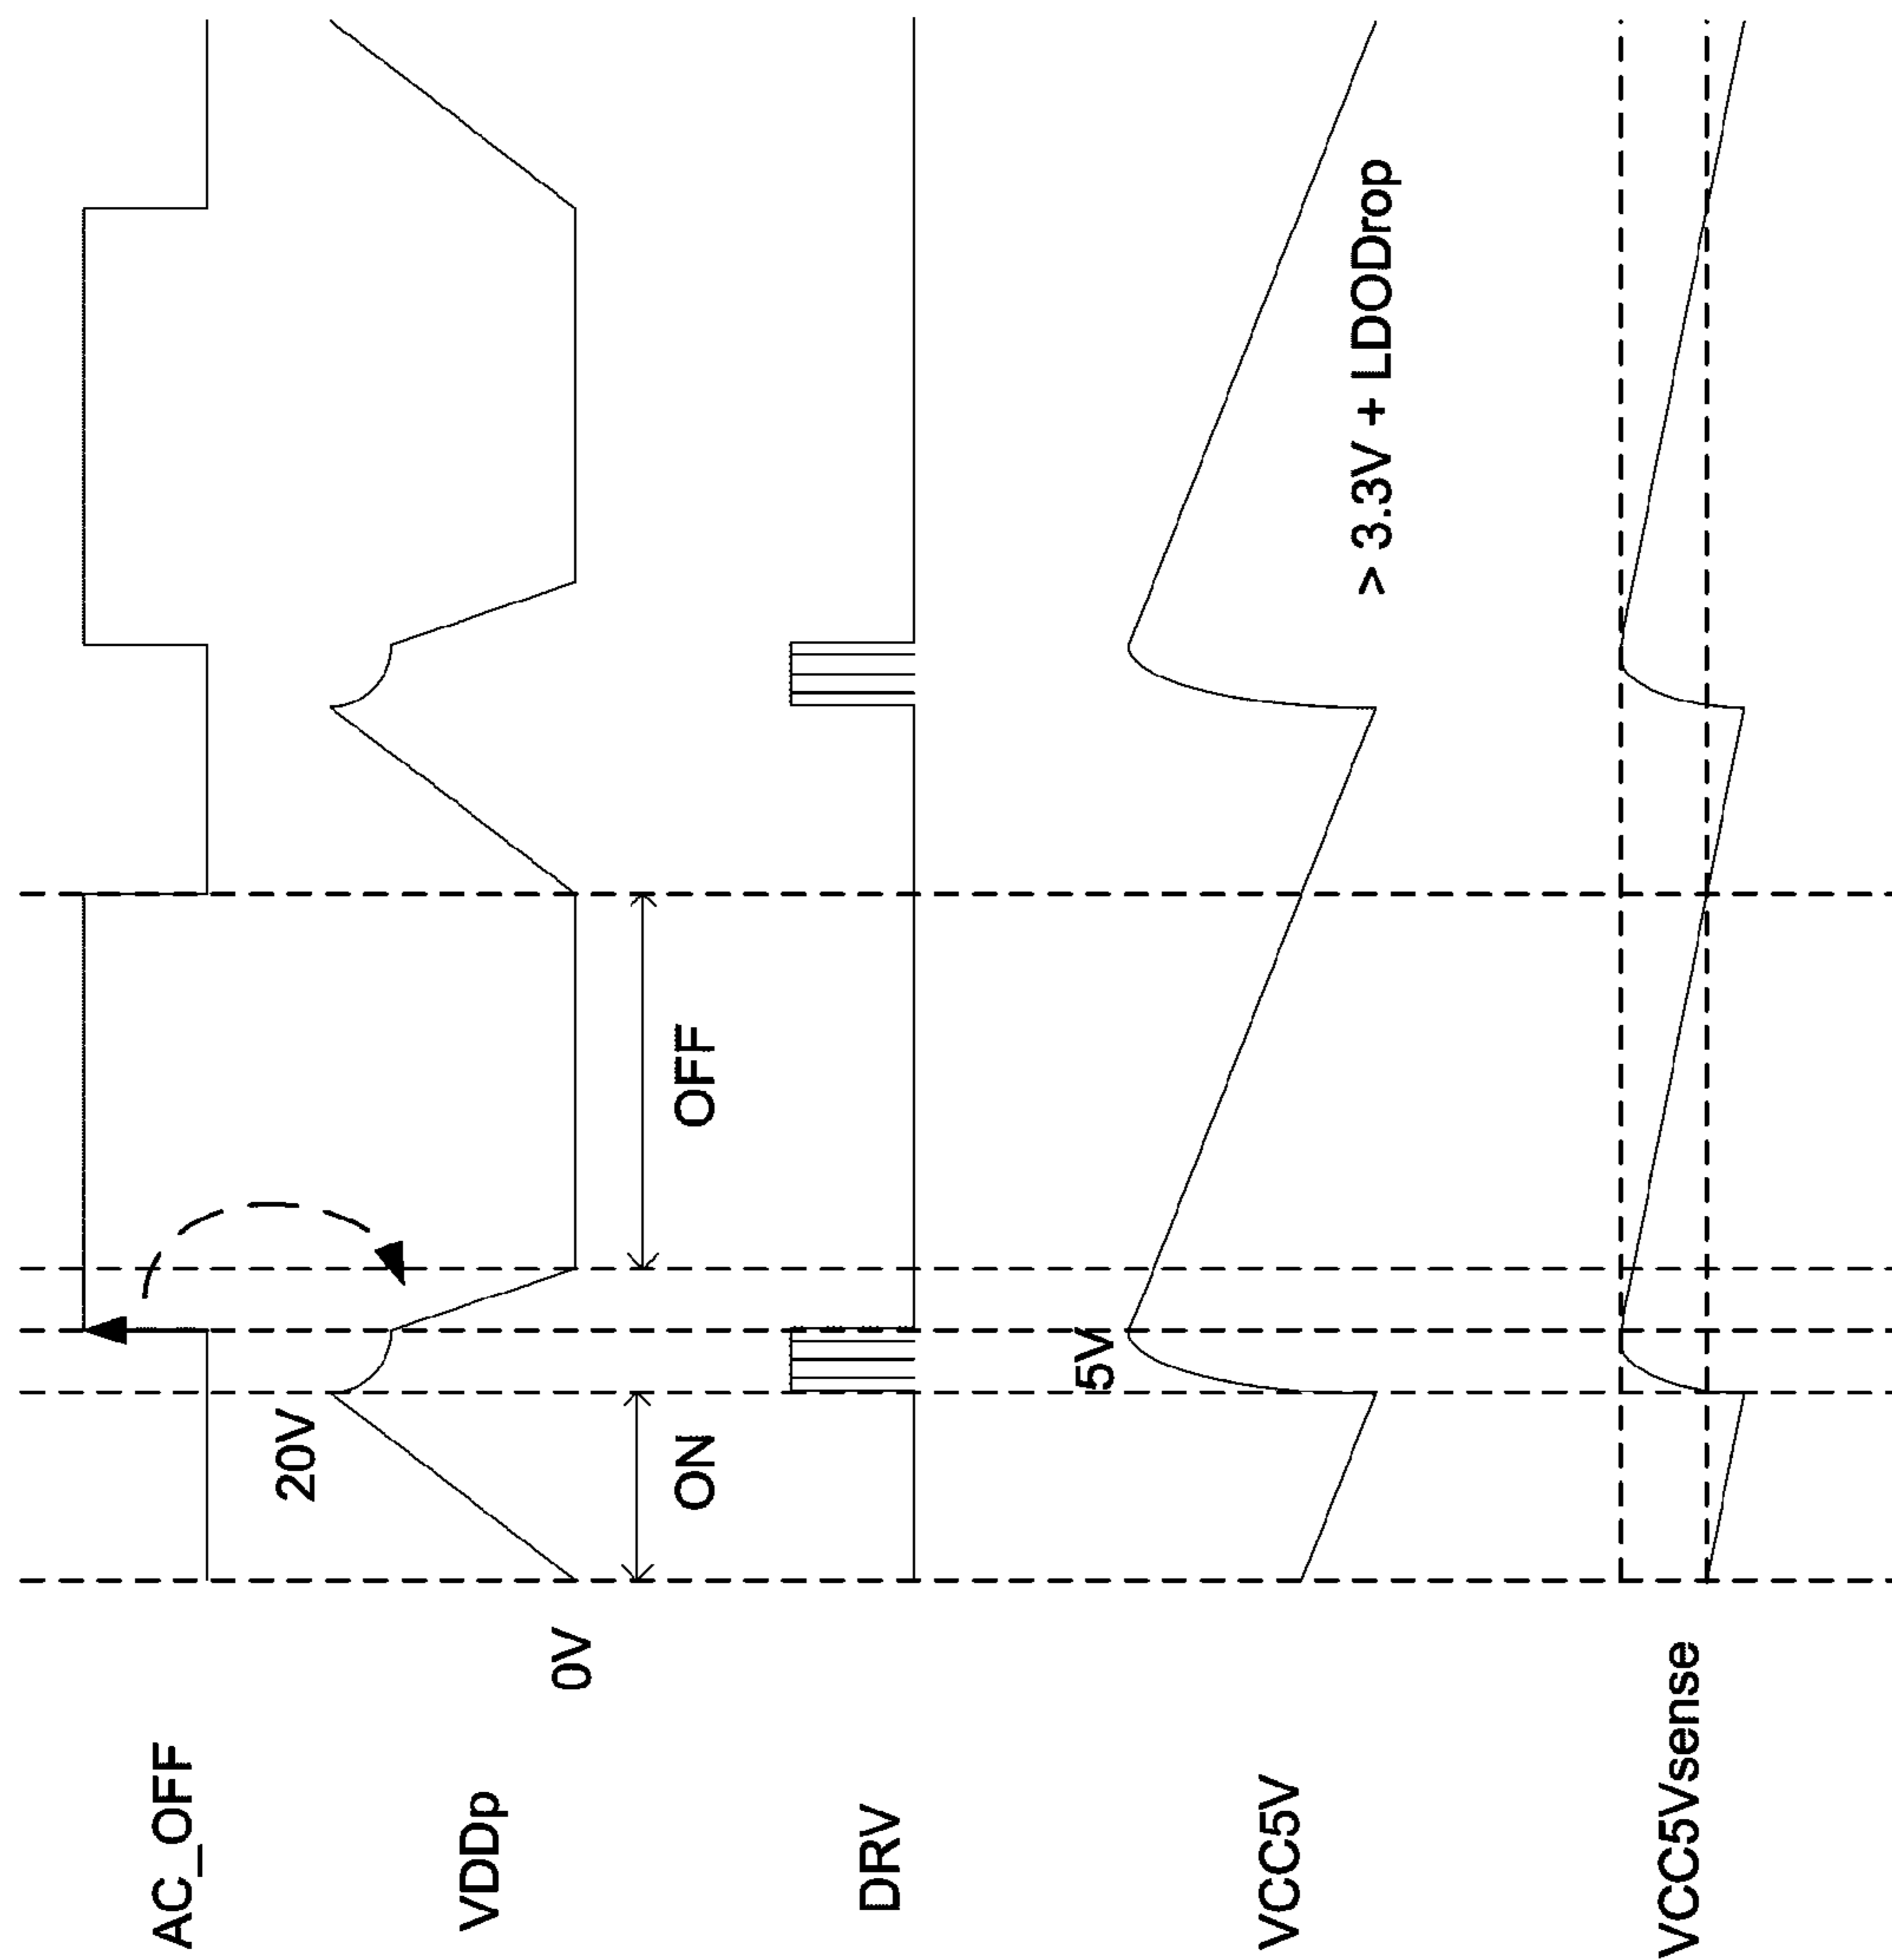 AC_OFF
20V
VDDp
0V
ON
OFF
DRV
5V
VCC5V
> 3.3V + LDODrop
VCC5Vsense